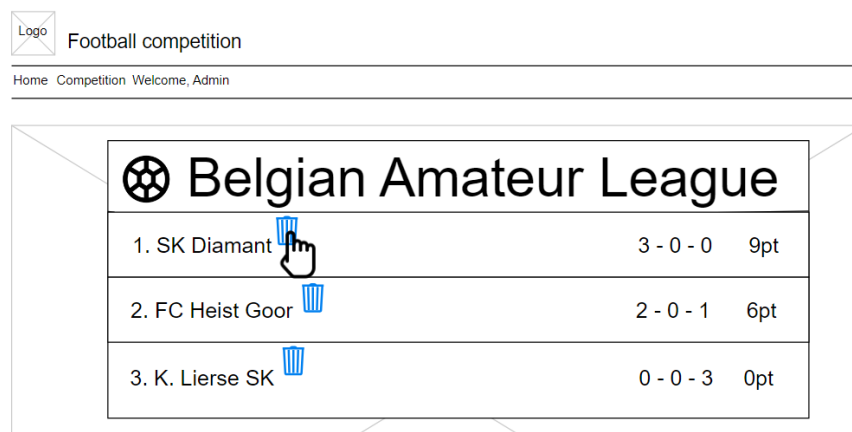 Logo
Football competition
Home Competition Welcome, Admin
Belgian Amateur League
1. SK Diamant 3 - 0 - 0 9pt
2. FC Heist Goor 2 - 0 - 1 6pt
3. K. Lierse SK 0 - 0 - 3 0pt